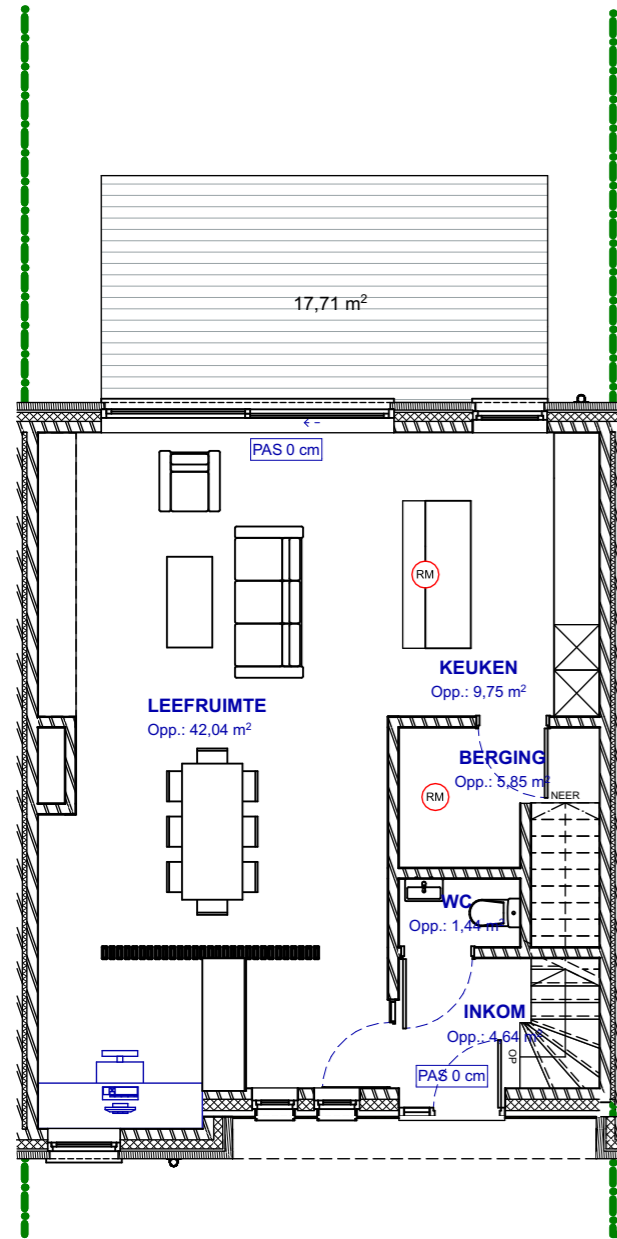 17,71 m²
PAS 0 cm
RM
KEUKEN
Opp.: 9,75 m²
LEEFRUIMTE
Opp.: 42,04 m²
BERGING
Opp.: 5,85 m²
NEER
RM
WC
Opp.: 1,44 m²
INKOM
Opp.: 4,64 m²
OP
PAS 0 cm